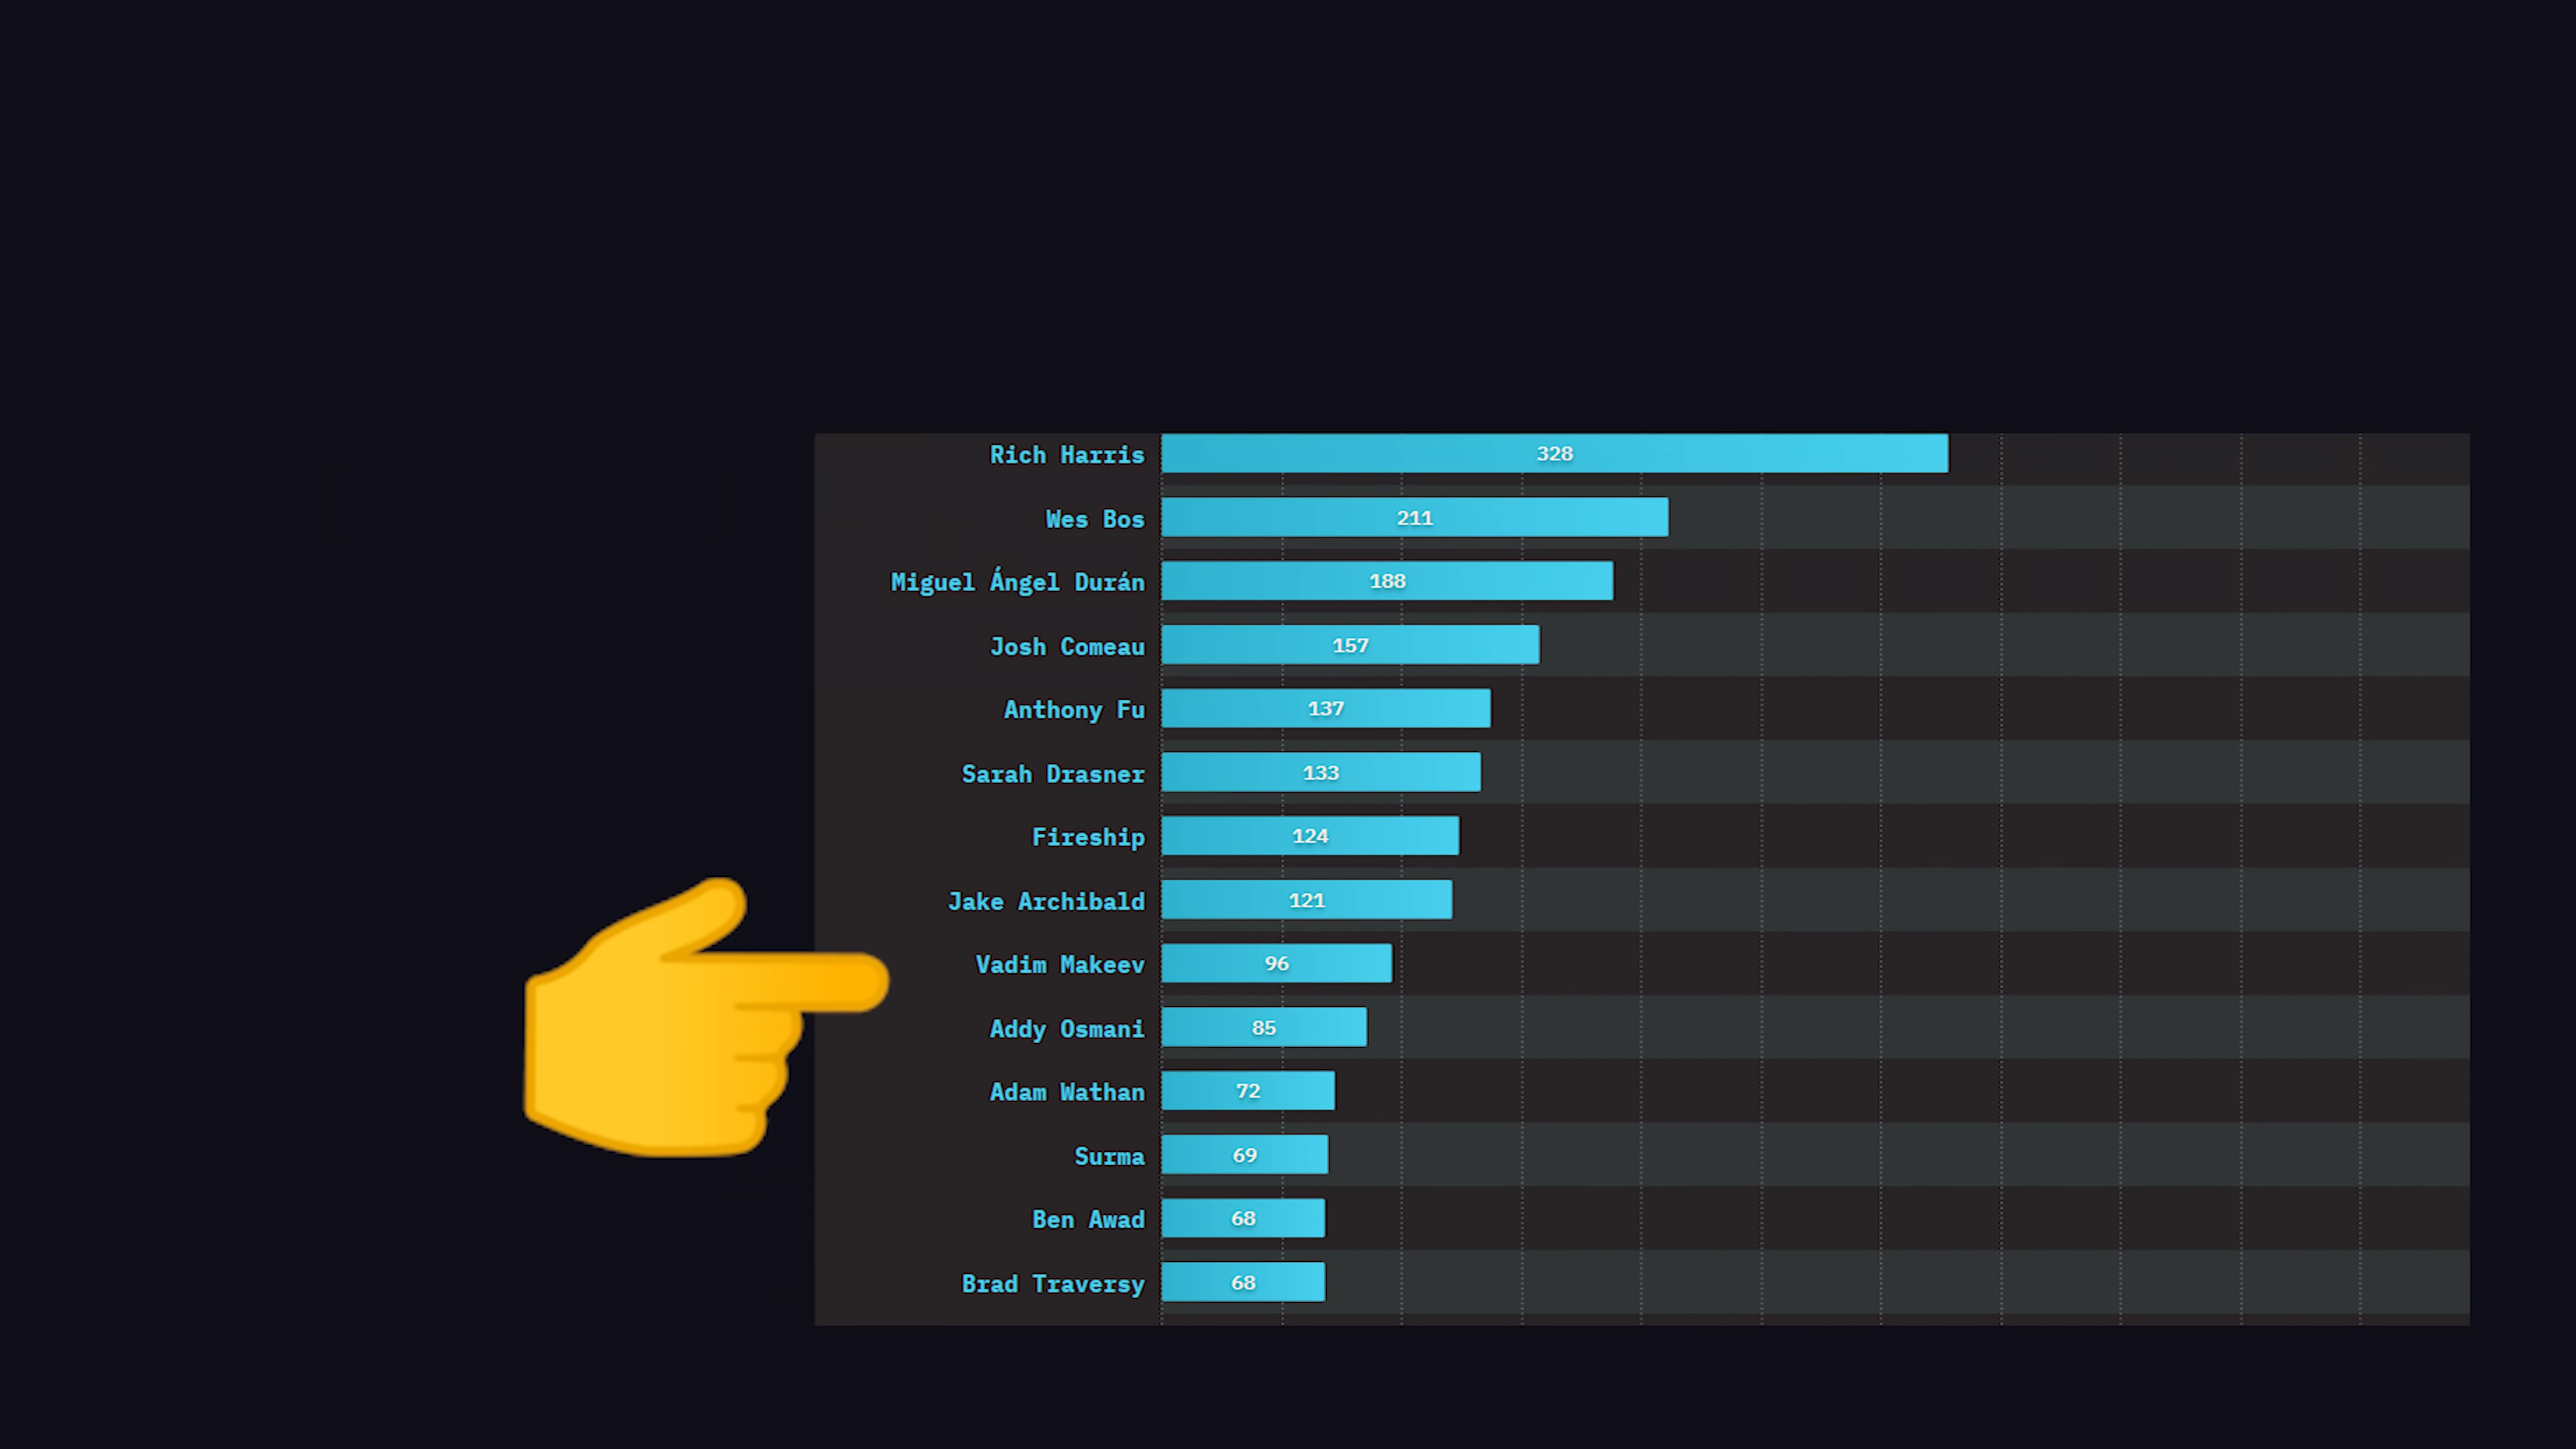 Rich Harris 328
Wes Bos 211
Miguel Ángel Durán 188
Josh Comeau 157
Anthony Fu 137
Sarah Drasner 133
Fireship 124
Jake Archibald 121
Vadim Makeev 96
Addy Osmani 85
Adam Wathan 72
Surma 69
Ben Awad 68
Brad Traversy 68